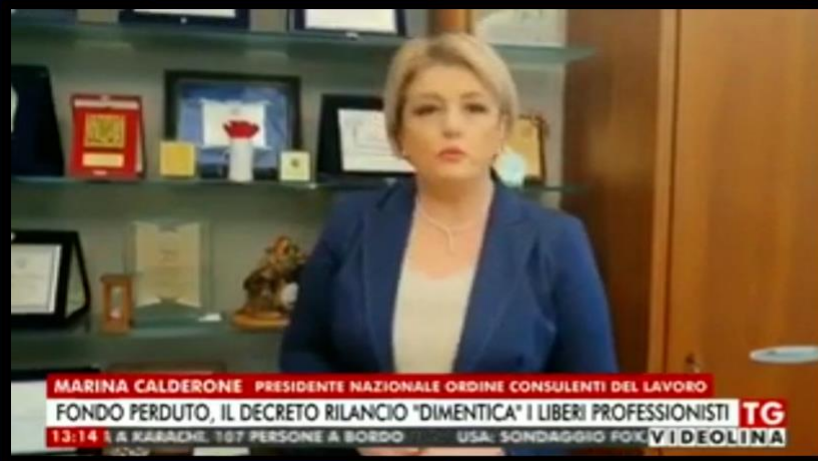 MARINA CALDERONE PRESIDENTE NAZIONALE ORDINE CONSULENTI DEL LAVORO
FONDO PERDUTO, IL DECRETO RILANCIO "DIMENTICA" I LIBERI PROFESSIONISTI TG
13:14 A KARACHI, 107 PERSONE A BORDO USA: SONDAGGIO FOX VIDEOLINA